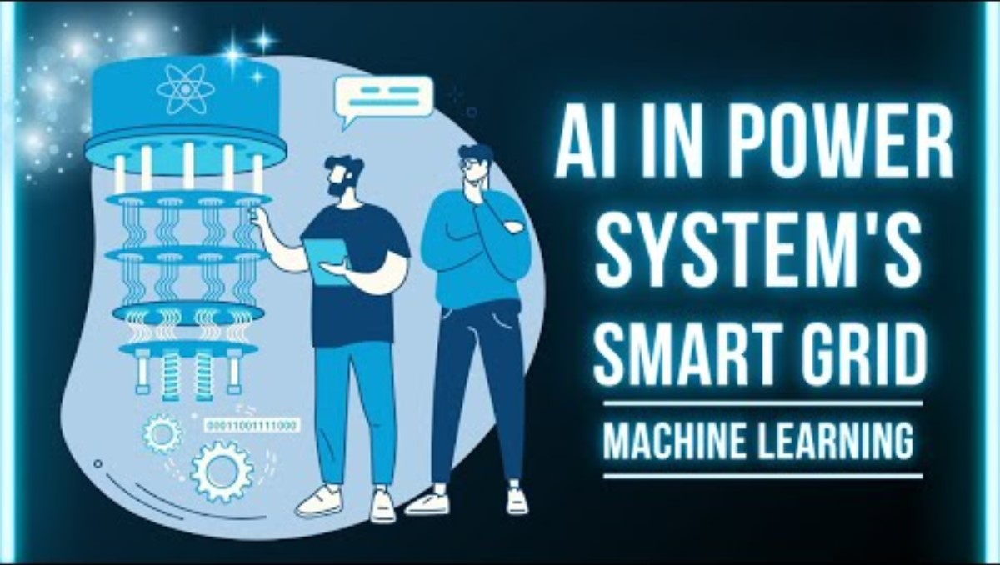 AI IN POWER
SYSTEM'S
SMART GRID
MACHINE LEARNING
00011001111000